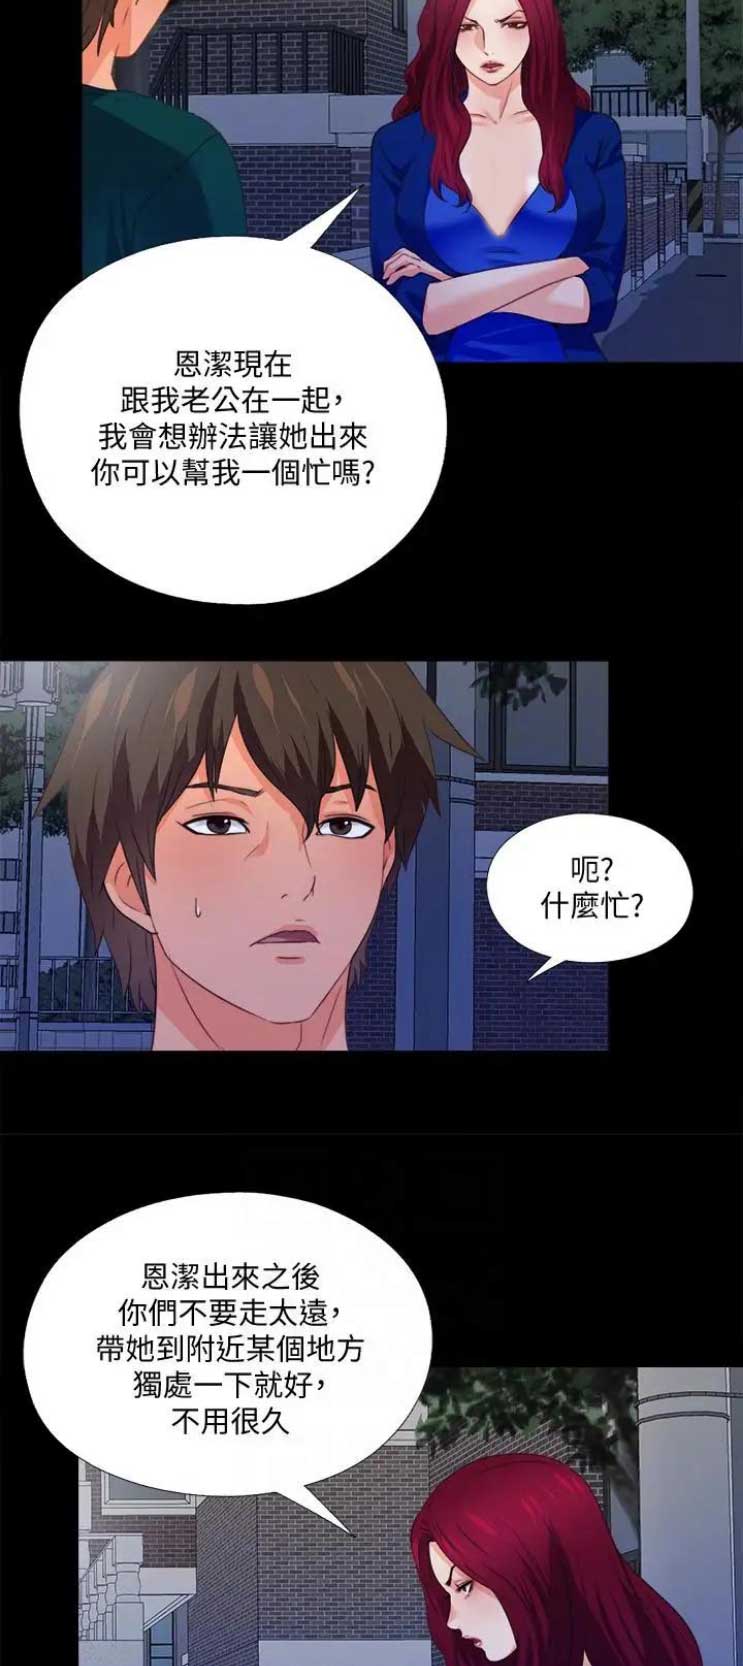 恩潔現在
跟我老公在一起，
我會想辦法讓她出來
你可以幫我一個忙嗎?
呃?
什麼忙?
恩潔出來之後
你們不要走太遠，
帶她到附近某個地方
獨處一下就好，
不用很久